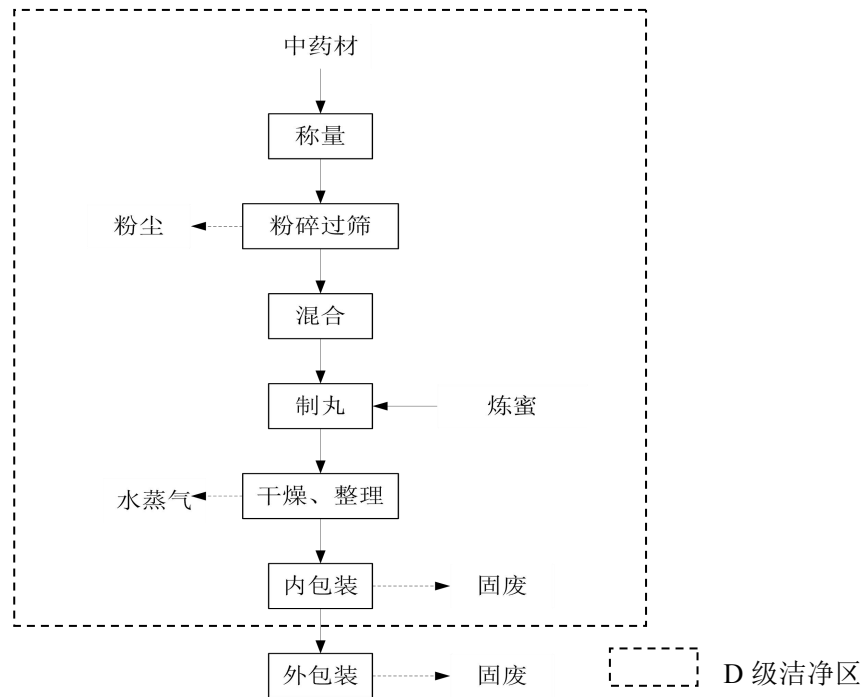 中药材
称量
粉尘
粉碎过筛
混合
制丸
炼蜜
水蒸气
干燥、整理
内包装
固废
外包装
固废
D 级洁净区